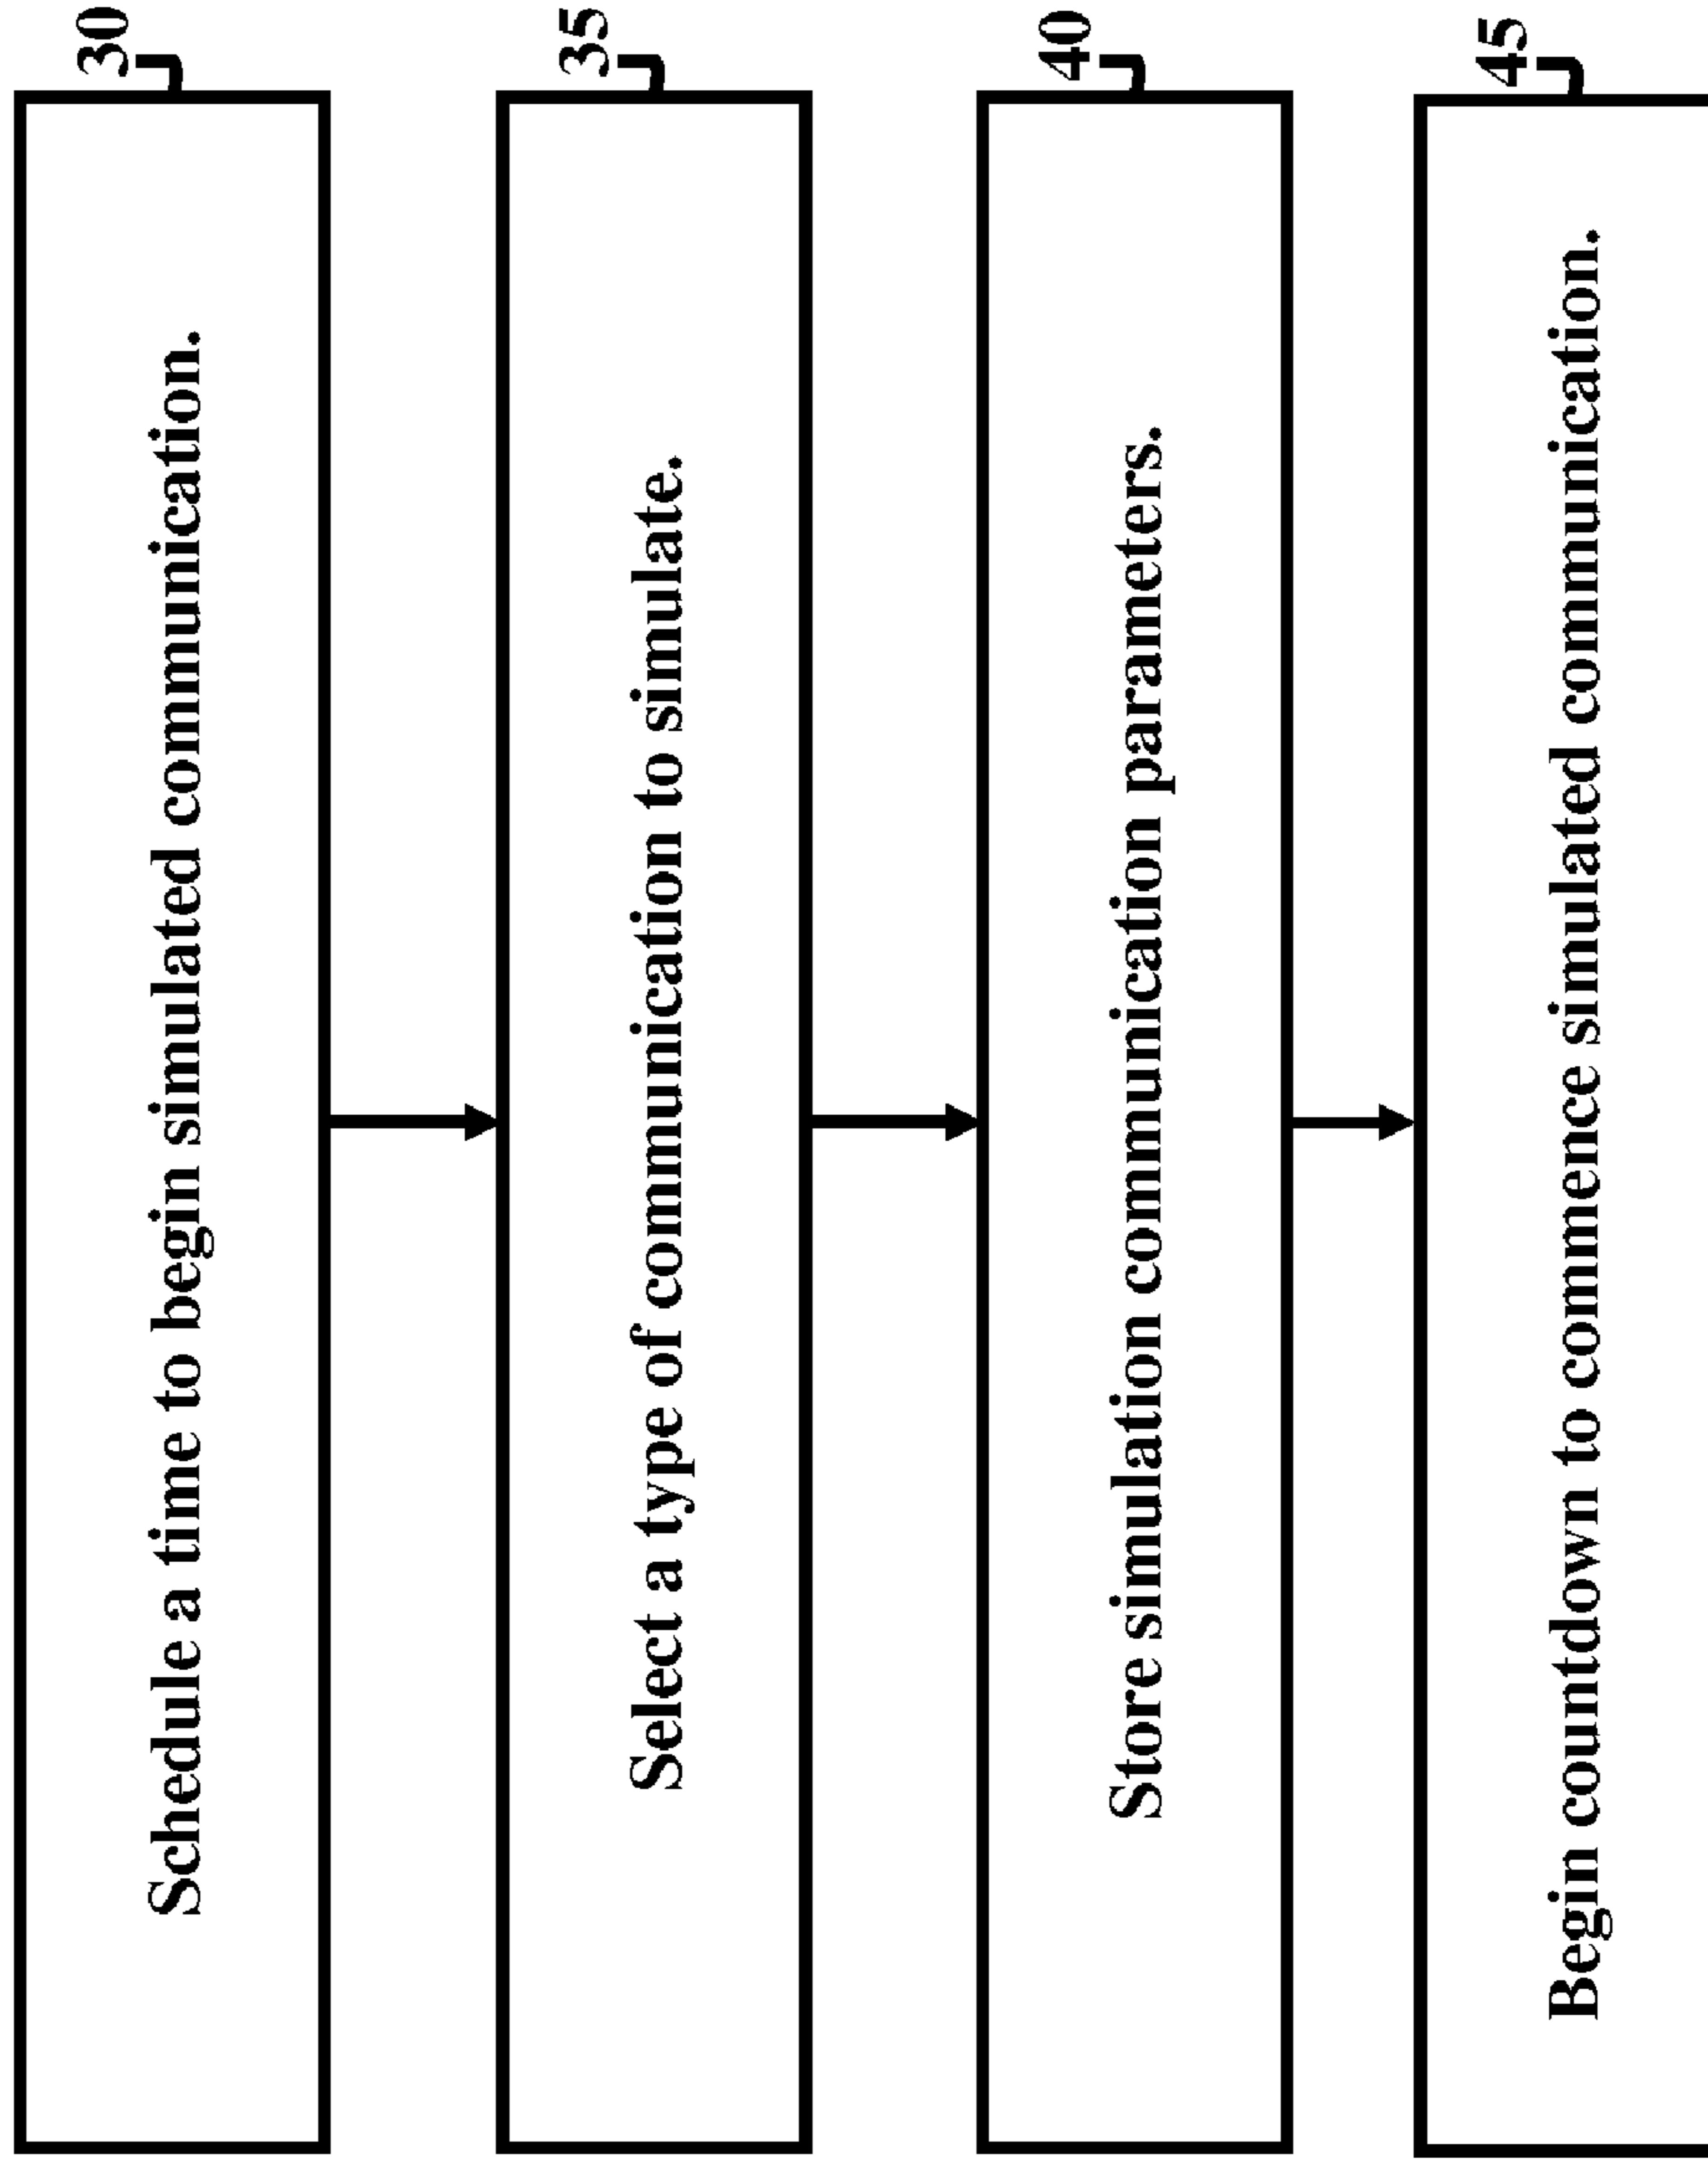 30
Schedule a time to begin simulated communication.
35
Select a type of communication to simulate.
40
Store simulation communication parameters.
45
Begin countdown to commence simulated communication.